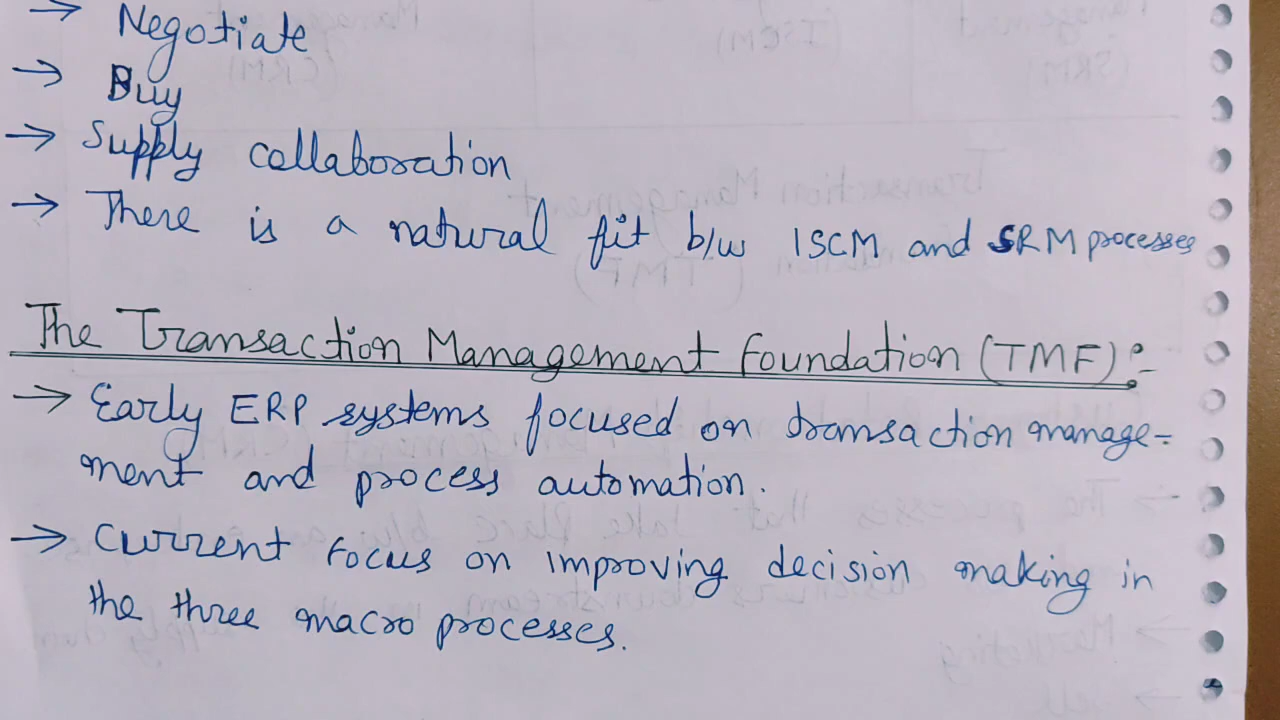 → Negotiate
→ Buy
→ Supply collaboration
→ There is a natural fit b/w ISCM and SRM processes
The Transaction Management Foundation (TMF):-
→ Early ERP systems focused on transaction manage-
ment and process automation.
→ Current Focus on improving decision making in
the three macro processes.